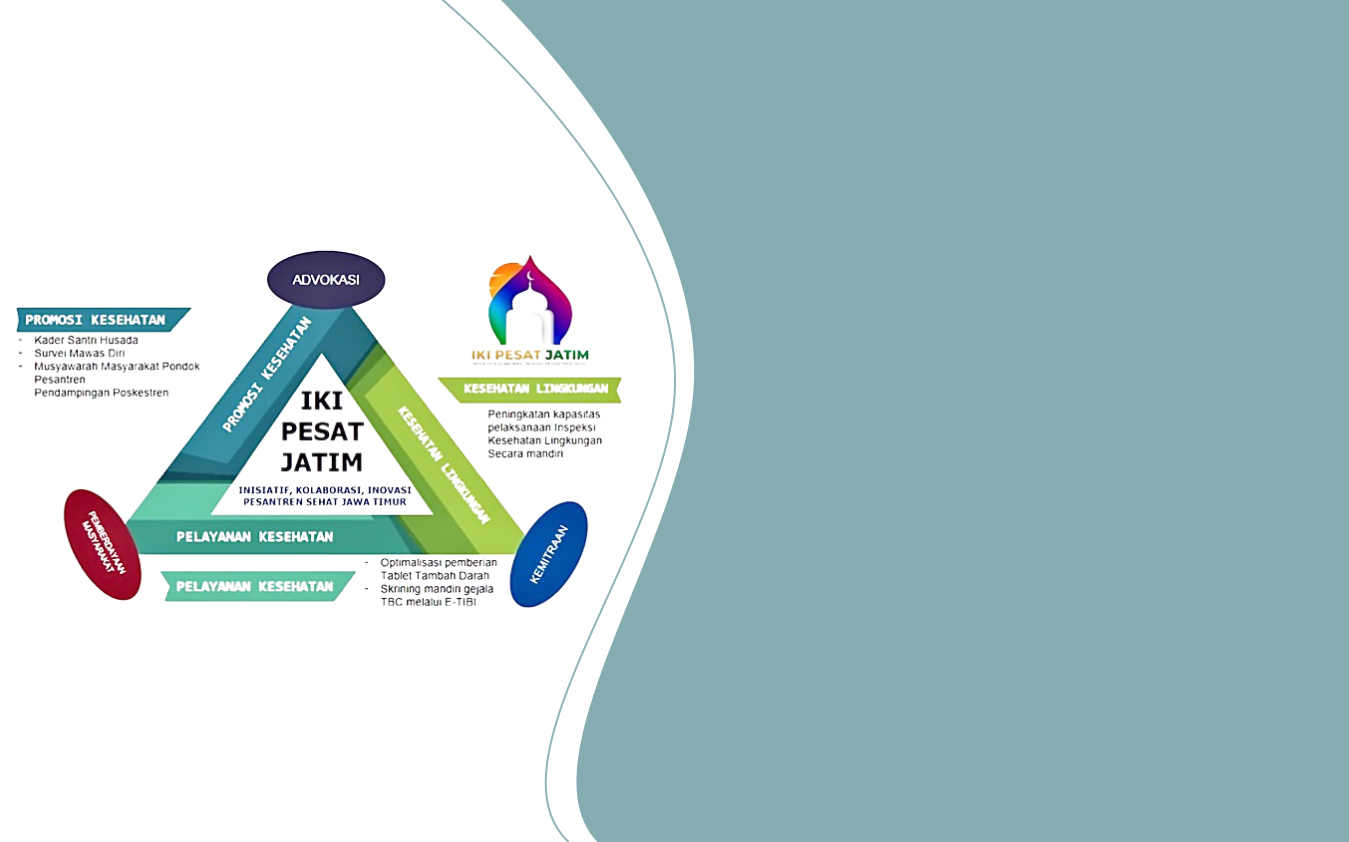 ADVOKASI
PROMOSI KESEHATAN
- Kader Santri Husada
- Survei Mawas Diri
- Musyawarah Masyarakat Pondok
Pesantren
Pendampingan Poskestren
PROMOSI KESEHATAN
IKI
PESAT
JATIM
INISIATIF, KOLABORASI, INOVASI
PESANTREN SEHAT JAWA TIMUR
KESEHATAN LINGKUNGAN
IKI PESAT JATIM
KESEHATAN LINGKUNGAN
Peningkatan kapasitas
pelaksanaan Inspeksi
Kesehatan Lingkungan
Secara mandiri
PEMBERDAYAAN
MASYARAKAT
PELAYANAN KESEHATAN
KEMITRAAN
PELAYANAN KESEHATAN
- Optimalisasi pemberian
Tablet Tambah Darah
- Skrining mandiri gejala
TBC melalui E-TIBI